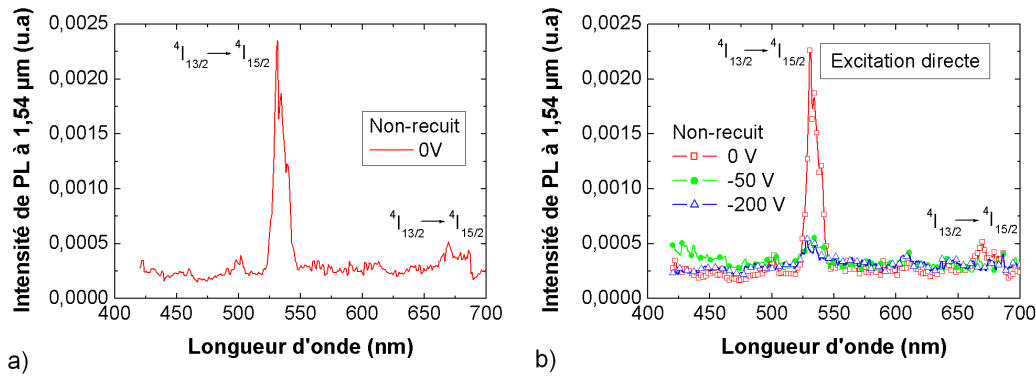 Intensité de PL à 1,54 µm (u.a)
0,0025
0,0020
0,0015
0,0010
0,0005
0,0000
⁴I₁₃/₂ → ⁴I₁₅/₂
Non-recuit
0V
⁴I₁₃/₂ → ⁴I₁₅/₂
400 450 500 550 600 650 700
Longueur d'onde (nm)
a)
Intensité de PL à 1,54 µm (u.a)
0,0025
0,0020
0,0015
0,0010
0,0005
0,0000
⁴I₁₃/₂ → ⁴I₁₅/₂
Excitation directe
Non-recuit
0 V
-50 V
-200 V
⁴I₁₃/₂ → ⁴I₁₅/₂
400 450 500 550 600 650 700
Longueur d'onde (nm)
b)